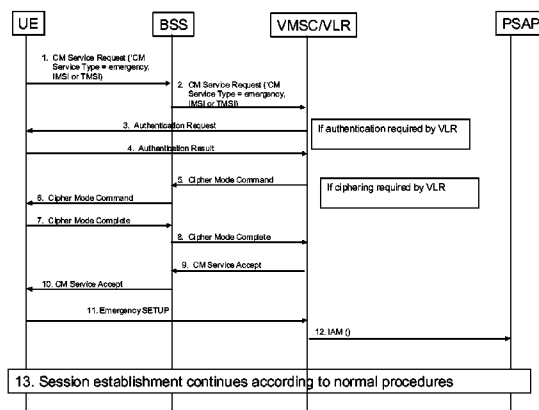 UE
BSS
VMSC/VLR
PSAP
1. CM Service Request ('CM
Service Type = emergency,
IMSI or TMSI)
2. CM Service Request ('CM
Service Type = emergency,
IMSI or TMSI)
3. Authentication Request
If authentication required by VLR
4. Authentication Result
5. Cipher Mode Command
If ciphering required by VLR
6. Cipher Mode Command
7. Cipher Mode Complete
8. Cipher Mode Complete
9. CM Service Accept
10. CM Service Accept
11. Emergency SETUP
12. IAM ()
13. Session establishment continues according to normal procedures